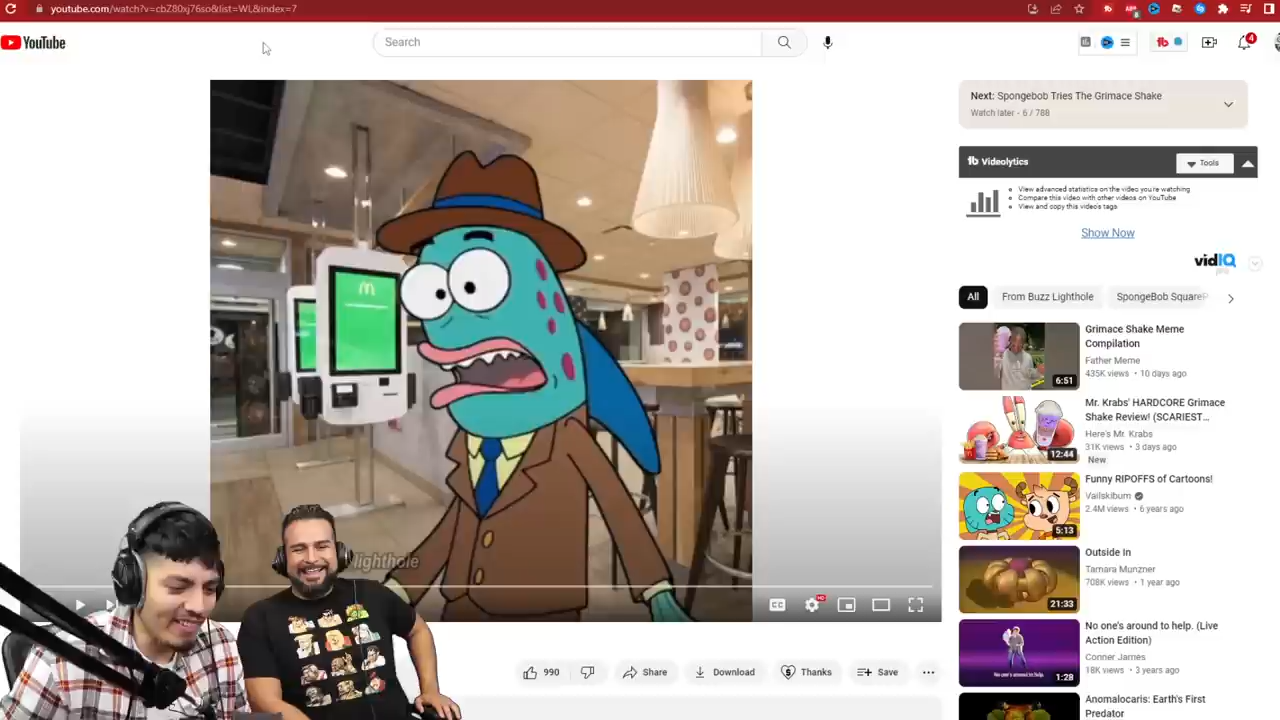 youtube.com/watch?v=cbZ80xj76so&list=WL&index=7
YouTube
Search
4
Next: Spongebob Tries The Grimace Shake
Watch later - 6 / 788
tb Videolytics
Tools
View advanced statistics on the video you're watching
Compare this video with other videos on YouTube
View and copy this video's tags
Show Now
vidIQ
All
From Buzz Lighthole
SpongeBob SquareP
Grimace Shake Meme
Compilation
Father Meme
435K views • 10 days ago
6:51
Mr. Krabs' HARDCORE Grimace
Shake Review! (SCARIEST...
Here's Mr. Krabs
31K views • 3 days ago
New
12:44
Funny RIPOFFS of Cartoons!
Vailskibum
2.4M views • 6 years ago
5:13
Outside In
Tamara Munzner
708K views • 1 year ago
21:33
No one's around to help. (Live
Action Edition)
Conner James
18K views • 3 years ago
1:28
Anomalocaris: Earth's First
Predator
lighthole
CC
HD
990
Share
Download
Thanks
Save